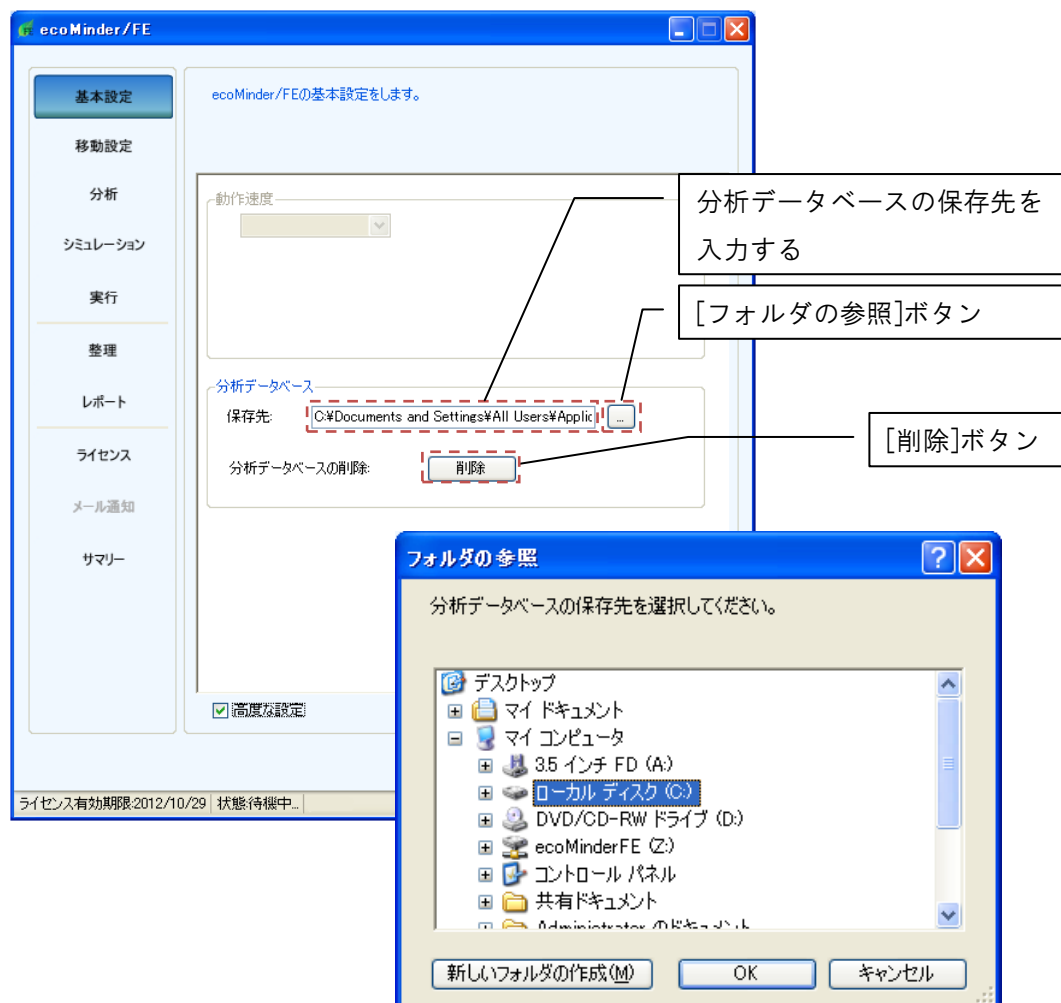 ecoMinder/FE
基本設定
ecoMinder/FEの基本設定をします。
移動設定
分析
シミュレーション
実行
整理
レポート
ライセンス
メール通知
サマリー
動作速度
分析データベースの保存先を
入力する
[フォルダの参照]ボタン
分析データベース
保存先:
C:¥Documents and Settings¥All Users¥Applic
...
[削除]ボタン
分析データベースの削除:
削除
高度な設定
ライセンス有効期限:2012/10/29 状態:待機中...
フォルダの参照
分析データベースの保存先を選択してください。
デスクトップ
マイ ドキュメント
マイ コンピュータ
3.5 インチ FD (A:)
ローカル ディスク (C:)
DVD/CD-RW ドライブ (D:)
ecoMinderFE (Z:)
コントロール パネル
共有ドキュメント
Administrator のドキュメント
新しいフォルダの作成(M)
OK
キャンセル